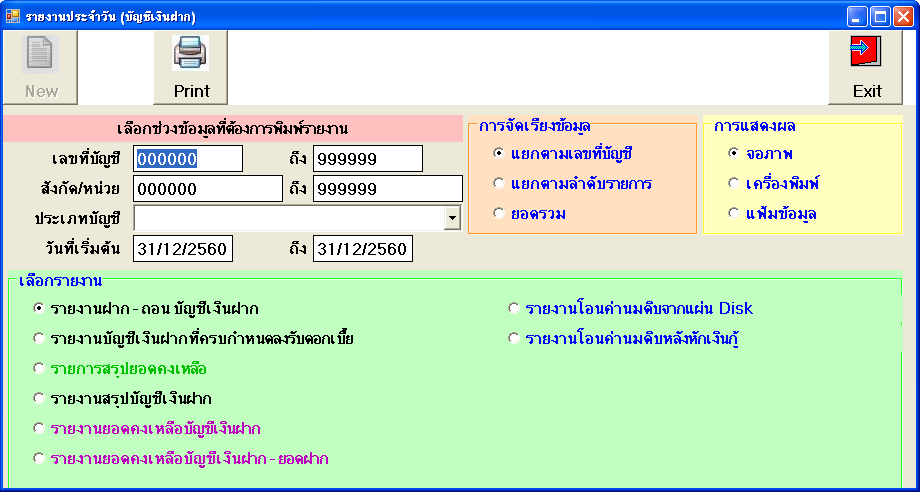 รายงานประจำวัน (บัญชีเงินฝาก)
New Print Exit
เลือกช่วงข้อมูลที่ต้องการพิมพ์รายงาน
เลขที่บัญชี 000000 ถึง 999999
สังกัด/หน่วย 000000 ถึง 999999
ประเภทบัญชี
วันที่เริ่มต้น 31/12/2560 ถึง 31/12/2560
การจัดเรียงข้อมูล
แยกตามเลขที่บัญชี
แยกตามลำดับรายการ
ยอดรวม
การแสดงผล
จอภาพ
เครื่องพิมพ์
แฟ้มข้อมูล
เลือกรายงาน
รายงานฝาก - ถอน บัญชีเงินฝาก
รายงานบัญชีเงินฝากที่ครบกำหนดลงรับดอกเบี้ย
รายการสรุปยอดคงเหลือ
รายงานสรุปบัญชีเงินฝาก
รายงานยอดคงเหลือบัญชีเงินฝาก
รายงานยอดคงเหลือบัญชีเงินฝาก - ยอดฝาก
รายงานโอนค่านมดิบจากแผ่น Disk
รายงานโอนค่านมดิบหลังหักเงินกู้